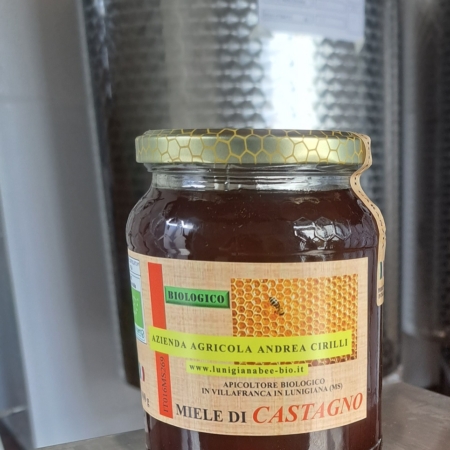 BIOLOGICO
AZIENDA AGRICOLA ANDREA CIRILLI
www.lunigianabee-bio.it
APICOLTORE BIOLOGICO
IN VILLAFRANCA IN LUNIGIANA (MS)
MIELE DI CASTAGNO